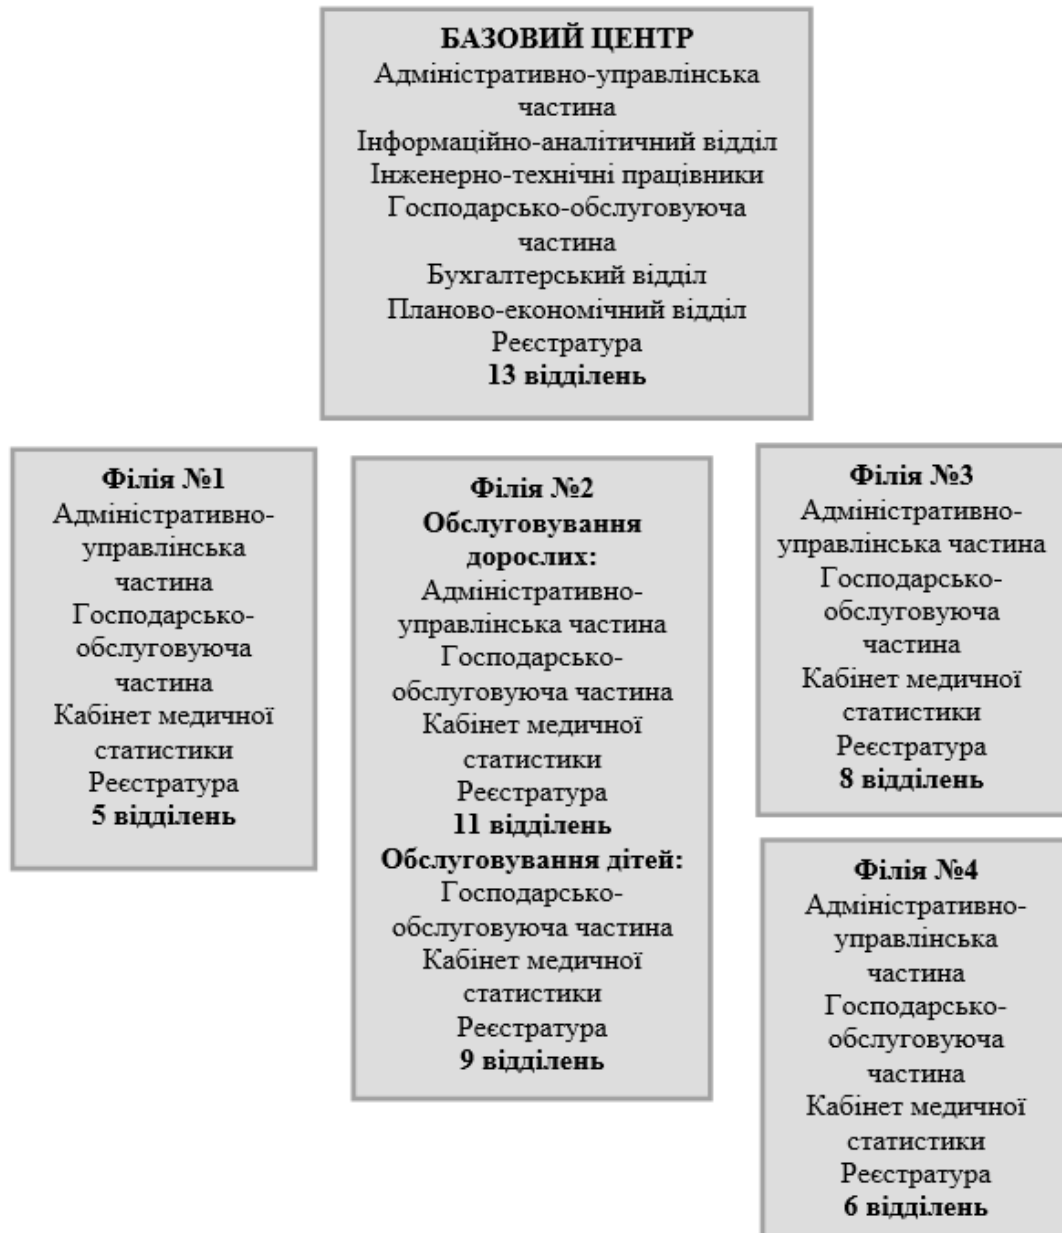 БАЗОВИЙ ЦЕНТР
Адміністративно-управлінська
частина
Інформаційно-аналітичний відділ
Інженерно-технічні працівники
Господарсько-обслуговуюча
частина
Бухгалтерський відділ
Планово-економічний відділ
Реєстратура
13 відділень
Філія №1
Адміністративно-
управлінська
частина
Господарсько-
обслуговуюча
частина
Кабінет медичної
статистики
Реєстратура
5 відділень
Філія №2
Обслуговування
дорослих:
Адміністративно-
управлінська частина
Господарсько-
обслуговуюча частина
Кабінет медичної
статистики
Реєстратура
11 відділень
Обслуговування дітей:
Господарсько-
обслуговуюча частина
Кабінет медичної
статистики
Реєстратура
9 відділень
Філія №3
Адміністративно-
управлінська частина
Господарсько-
обслуговуюча
частина
Кабінет медичної
статистики
Реєстратура
8 відділень
Філія №4
Адміністративно-
управлінська
частина
Господарсько-
обслуговуюча
частина
Кабінет медичної
статистики
Реєстратура
6 відділень